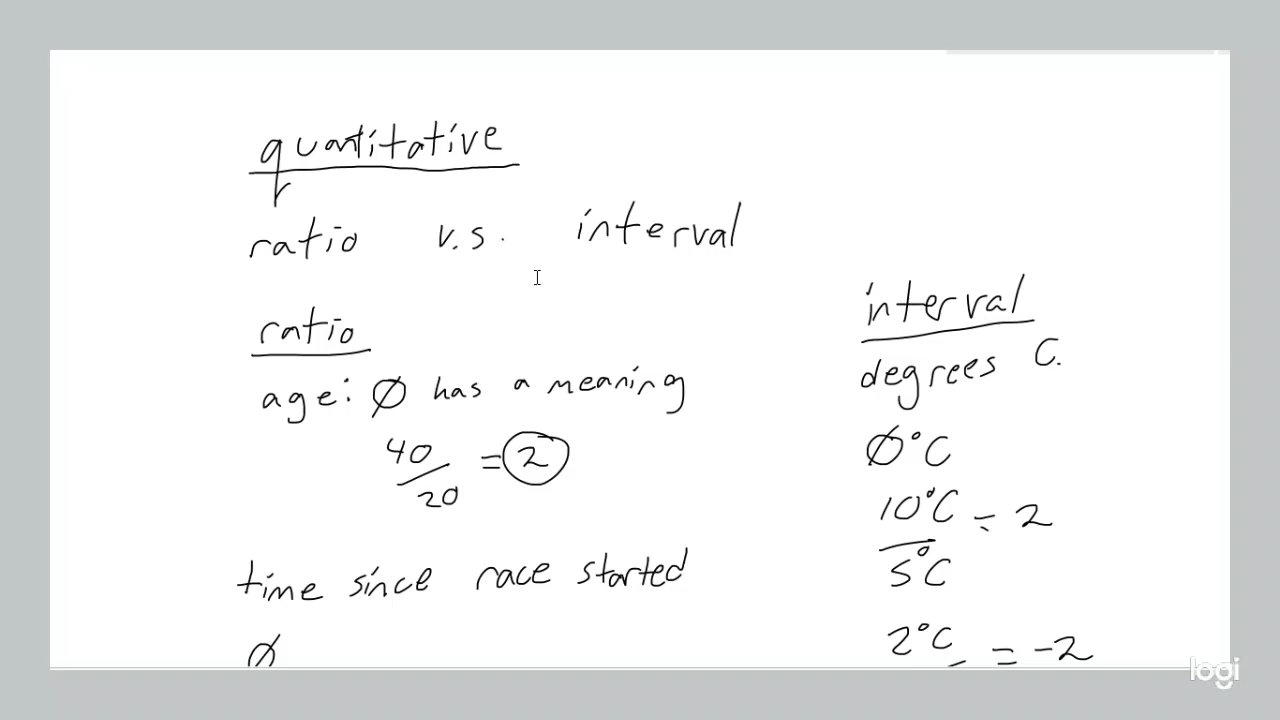 quantitative
ratio v.s. interval
ratio
age: Ø has a meaning
40/20 = 2
time since race started
Ø
interval
degrees C.
Ø°C
10°C ÷ 2
5°C
2°C = -2
logi